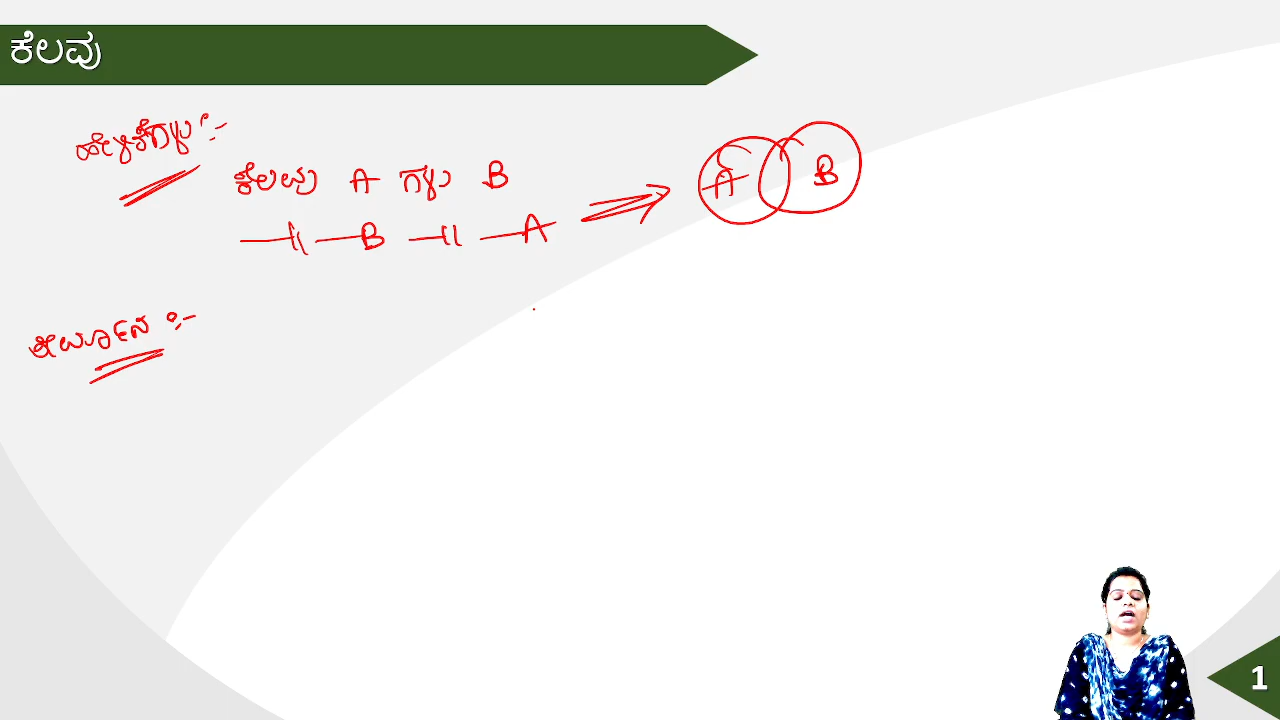 ಕೆಲವು
ಹೇಳಿಕೆಗಳು :-
ಕೆಲವು A ಗಳು B
—〃— B —〃— A
A B
ತೀರ್ಮಾನ :-
1